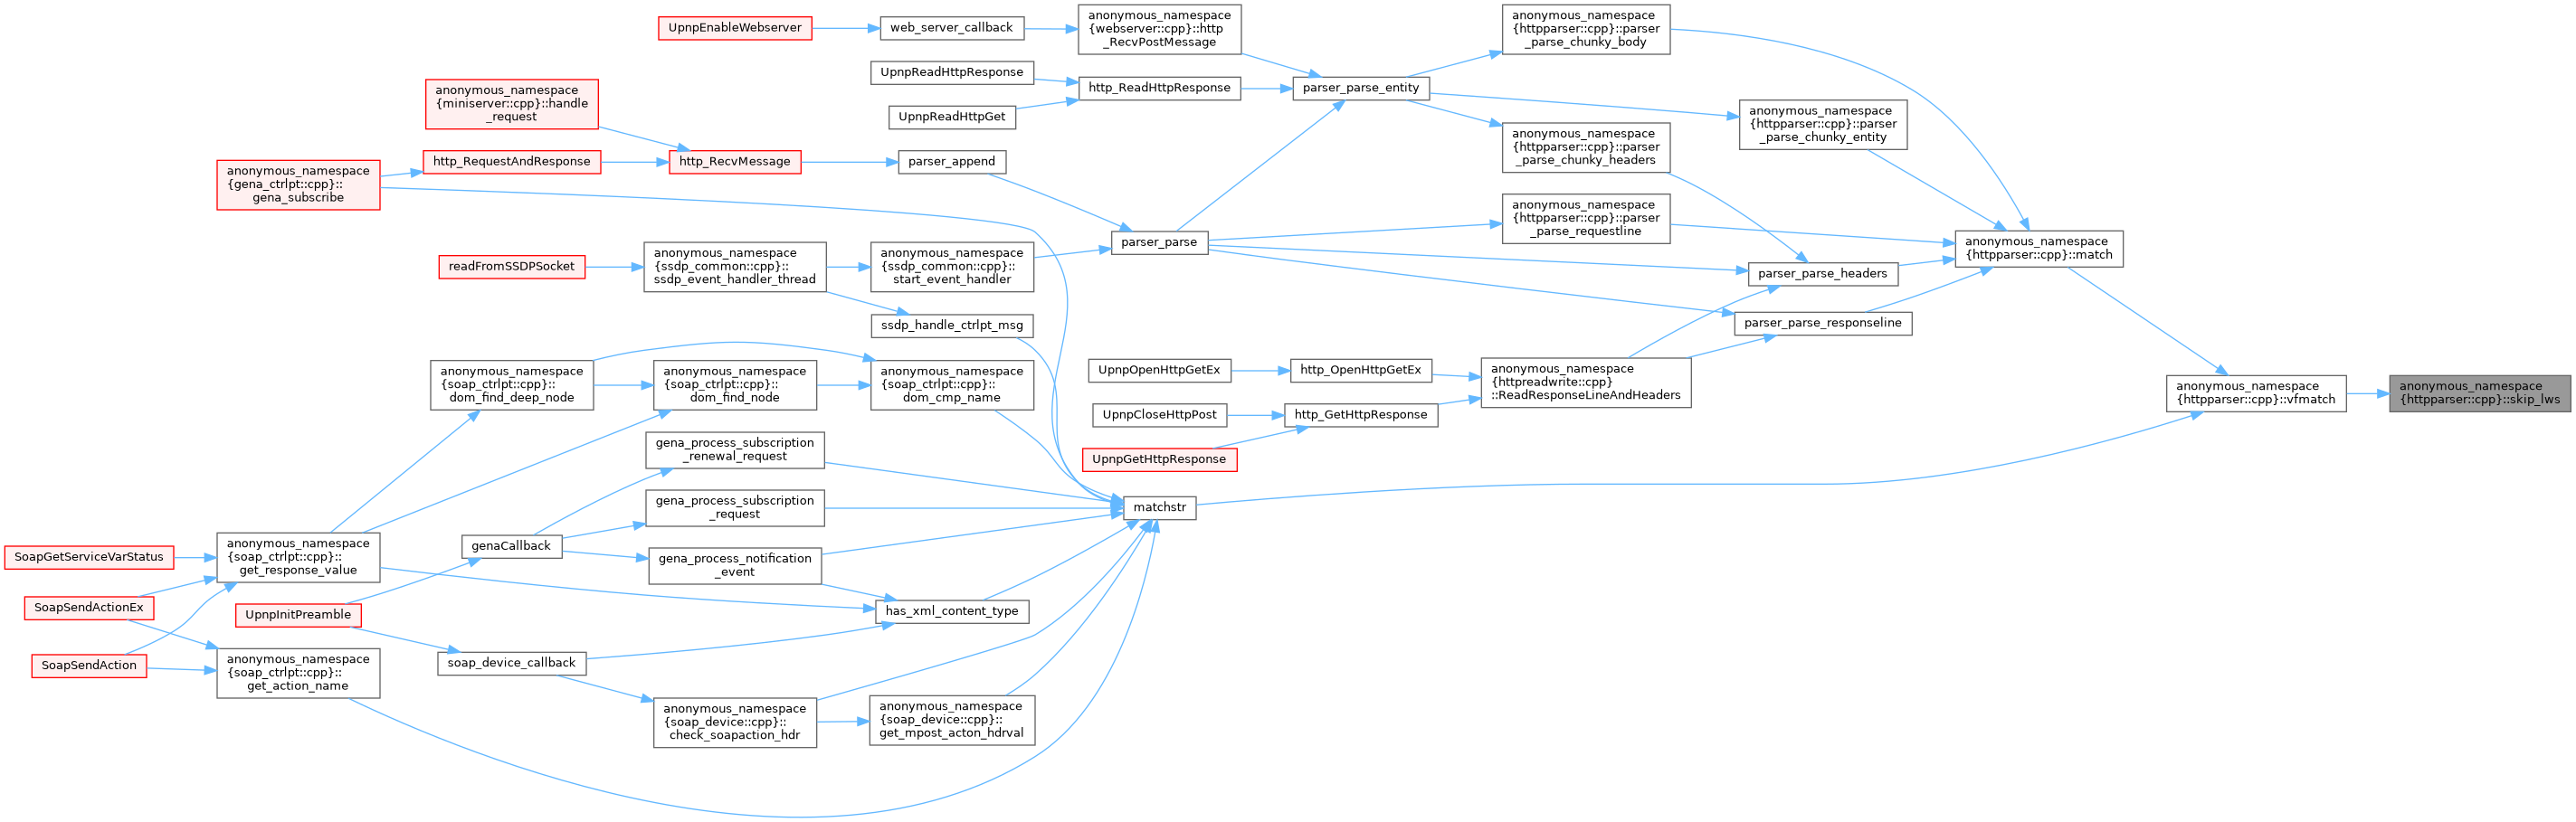 UpnpEnableWebserver
web_server_callback
anonymous_namespace
{webserver::cpp}::http
_RecvPostMessage
anonymous_namespace
{httpparser::cpp}::parser
_parse_chunky_body
UpnpReadHttpResponse
http_ReadHttpResponse
parser_parse_entity
UpnpReadHttpGet
anonymous_namespace
{miniserver::cpp}::handle
_request
anonymous_namespace
{httpparser::cpp}::parser
_parse_chunky_entity
anonymous_namespace
{httpparser::cpp}::parser
_parse_chunky_headers
http_RequestAndResponse
http_RecvMessage
parser_append
anonymous_namespace
{gena_ctrlpt::cpp}::
gena_subscribe
anonymous_namespace
{httpparser::cpp}::parser
_parse_requestline
parser_parse
anonymous_namespace
{httpparser::cpp}::match
readFromSSDPSocket
anonymous_namespace
{ssdp_common::cpp}::
ssdp_event_handler_thread
anonymous_namespace
{ssdp_common::cpp}::
start_event_handler
parser_parse_headers
ssdp_handle_ctrlpt_msg
parser_parse_responseline
anonymous_namespace
{soap_ctrlpt::cpp}::
dom_find_deep_node
anonymous_namespace
{soap_ctrlpt::cpp}::
dom_find_node
anonymous_namespace
{soap_ctrlpt::cpp}::
dom_cmp_name
UpnpOpenHttpGetEx
http_OpenHttpGetEx
anonymous_namespace
{httpreadwrite::cpp}
::ReadResponseLineAndHeaders
anonymous_namespace
{httpparser::cpp}::vfmatch
anonymous_namespace
{httpparser::cpp}::skip_lws
UpnpCloseHttpPost
http_GetHttpResponse
UpnpGetHttpResponse
gena_process_subscription
_renewal_request
gena_process_subscription
_request
matchstr
genaCallback
gena_process_notification
_event
anonymous_namespace
{soap_ctrlpt::cpp}::
get_response_value
SoapGetServiceVarStatus
SoapSendActionEx
UpnpInitPreamble
has_xml_content_type
SoapSendAction
anonymous_namespace
{soap_ctrlpt::cpp}::
get_action_name
soap_device_callback
anonymous_namespace
{soap_device::cpp}::
check_soapaction_hdr
anonymous_namespace
{soap_device::cpp}::
get_mpost_acton_hdrval